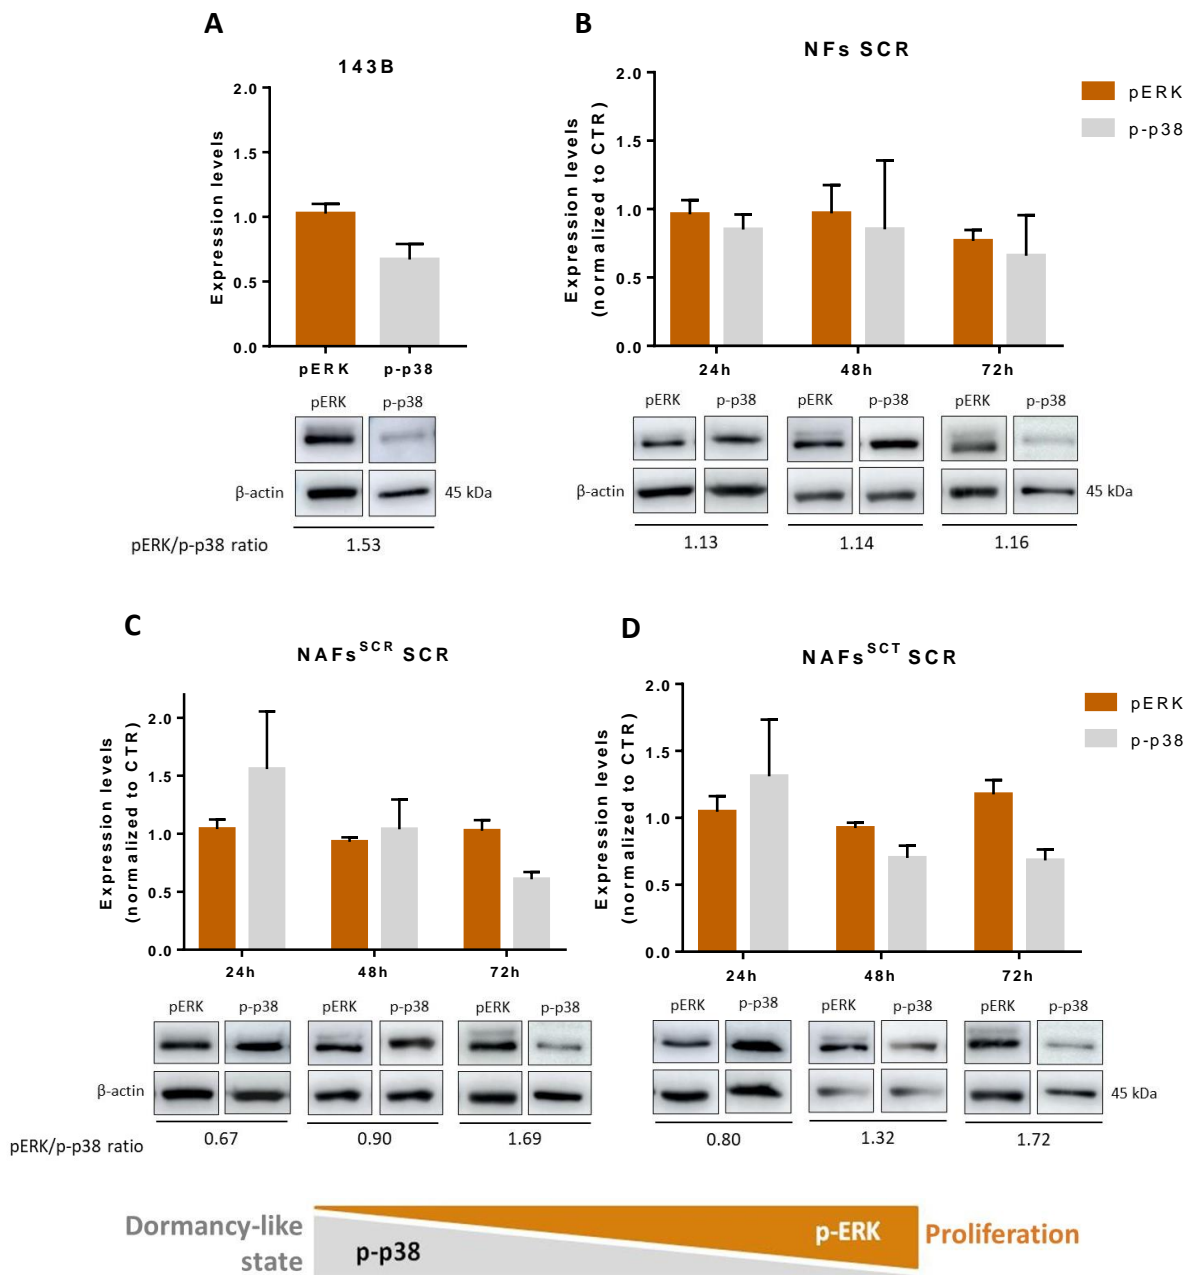 A
143B
Expression levels
2.0
1.5
1.0
0.5
0.0
pERK p-p38
pERK p-p38
β-actin 45 kDa
pERK/p-p38 ratio 1.53
B
NFs SCR
Expression levels
(normalized to CTR)
2.0
1.5
1.0
0.5
0.0
24h 48h 72h
pERK
p-p38
pERK p-p38 pERK p-p38 pERK p-p38
β-actin 45 kDa
1.13 1.14 1.16
C
NAFsSCR SCR
Expression levels
(normalized to CTR)
2.0
1.5
1.0
0.5
0.0
24h 48h 72h
pERK p-p38 pERK p-p38 pERK p-p38
β-actin
pERK/p-p38 ratio 0.67 0.90 1.69
D
NAFsSCT SCR
Expression levels
(normalized to CTR)
2.0
1.5
1.0
0.5
0.0
24h 48h 72h
pERK
p-p38
pERK p-p38 pERK p-p38 pERK p-p38
45 kDa
0.80 1.32 1.72
Dormancy-like
state
p-p38
p-ERK
Proliferation